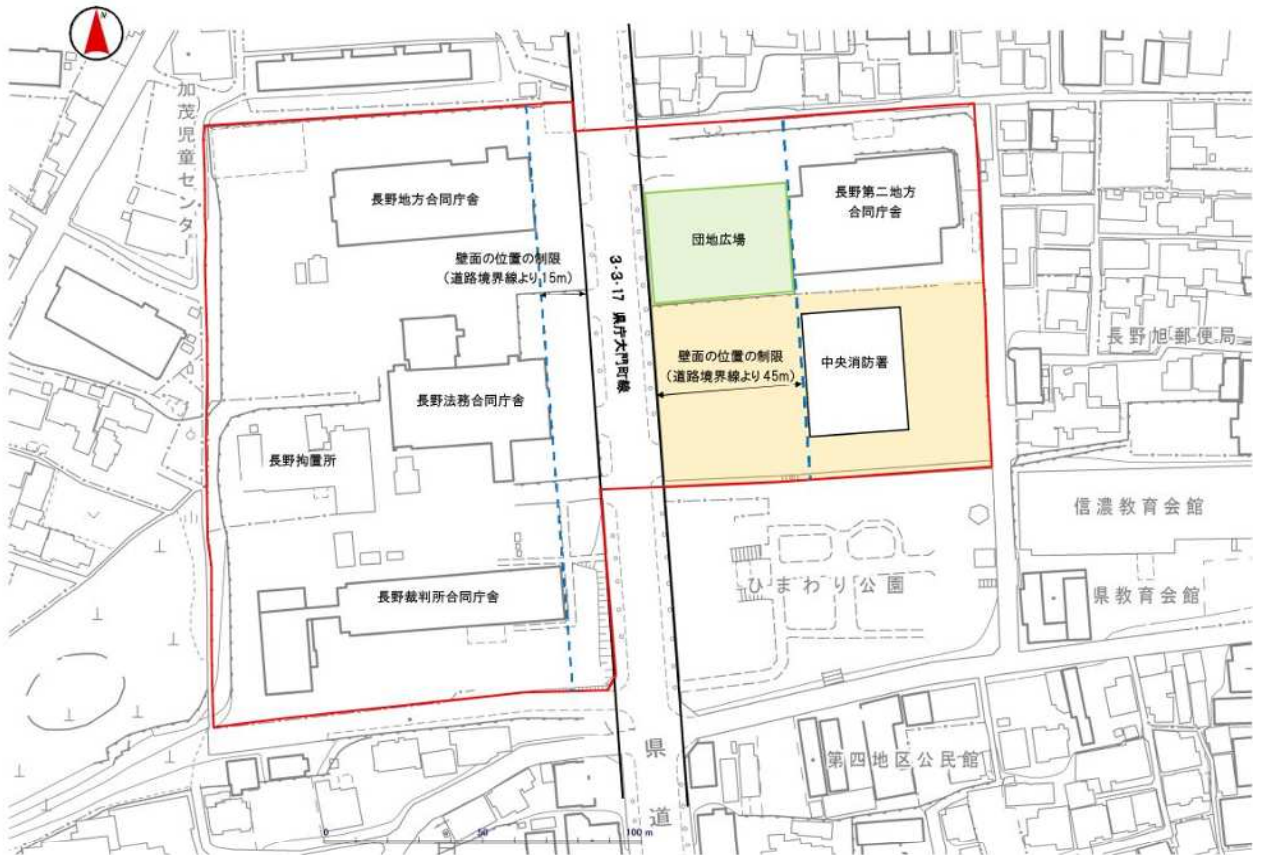 N
加茂児童センター
長野地方合同庁舎
長野第二地方
合同庁舎
団地広場
壁面の位置の制限
(道路境界線より15m)
3・3・17 県庁大門町線
長野旭郵便局
壁面の位置の制限
(道路境界線より45m)
中央消防署
長野法務合同庁舎
長野拘置所
信濃教育会館
ひまわり公園
県教育会館
長野裁判所合同庁舎
県道
第四地区公民館
0
50
100 m